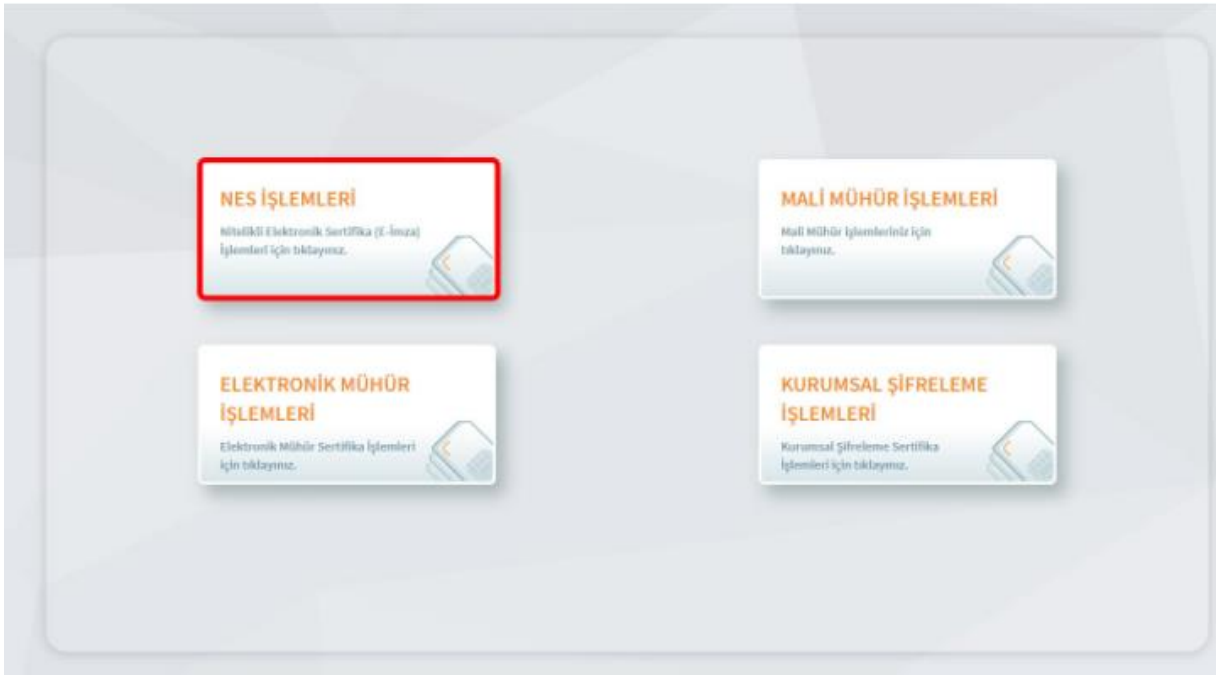 NES İŞLEMLERİ
Nitelikli Elektronik Sertifika (E-İmza)
İşlemleri için tıklayınız.
MALİ MÜHÜR İŞLEMLERİ
Mali Mühür işlemleriniz için
tıklayınız.
ELEKTRONİK MÜHÜR
İŞLEMLERİ
Elektronik Mühür Sertifika İşlemleri
için tıklayınız.
KURUMSAL ŞİFRELEME
İŞLEMLERİ
Kurumsal Şifreleme Sertifika
İşlemleri için tıklayınız.